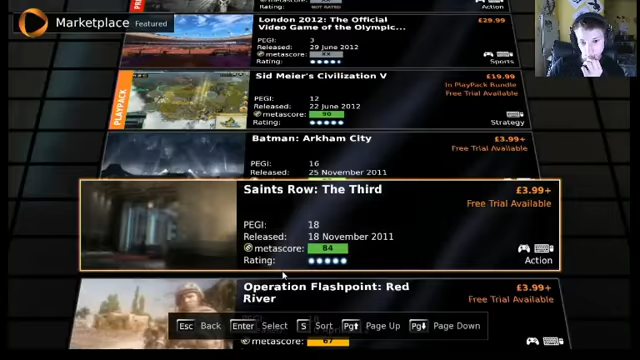 Marketplace Featured
London 2012: The Official
Video Game of the Olympic...
£29.99
PEGI: 3
Released: 29 June 2012
metascore: xx
Rating:
Sports
PLAYPACK
Sid Meier's Civilization V
£19.99
In PlayPack Bundle
Free Trial Available
PEGI: 12
Released: 22 June 2012
metascore: 90
Rating:
Strategy
Batman: Arkham City
£3.99+
Free Trial Available
PEGI: 16
Released: 25 November 2011
Saints Row: The Third
£3.99+
Free Trial Available
PEGI: 18
Released: 18 November 2011
metascore: 84
Rating:
Action
Operation Flashpoint: Red
River
£3.99+
Free Trial Available
Esc Back Enter Select S Sort Pg↑ Page Up Pg↓ Page Down
metascore: 67